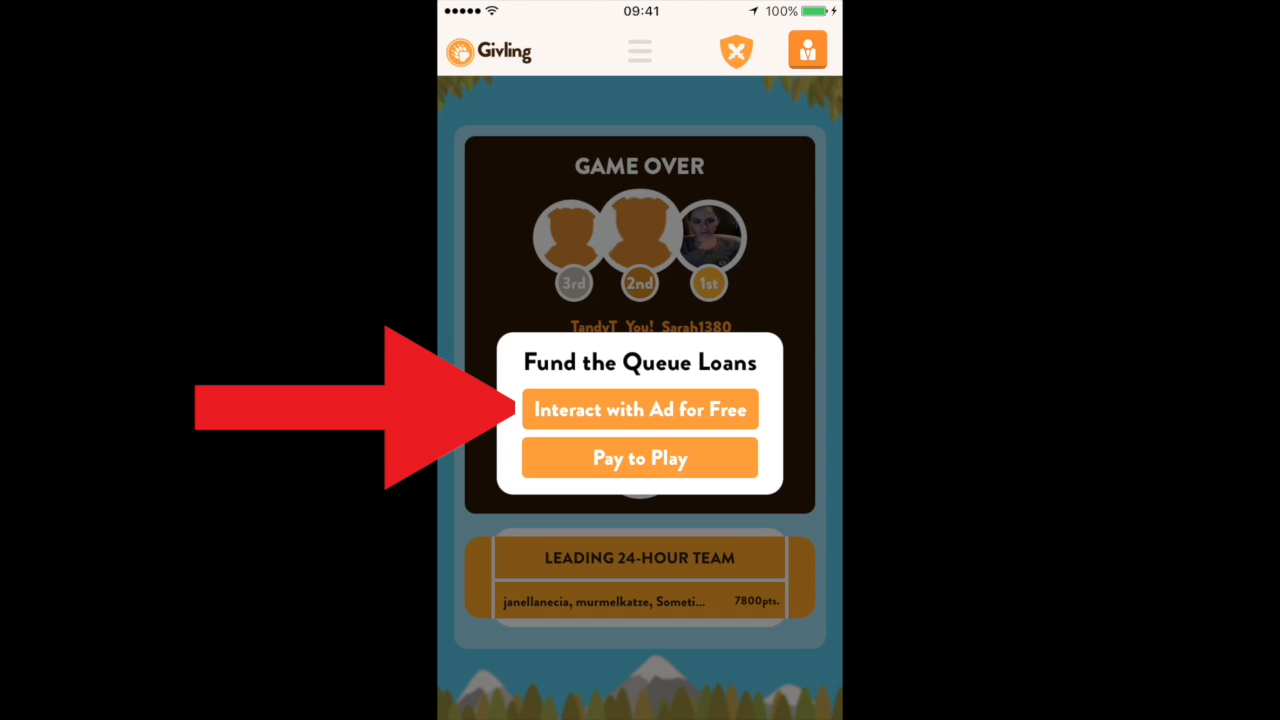 09:41
100%
Givling
GAME OVER
3rd 2nd 1st
TandyT You! Sarah1380
Fund the Queue Loans
Interact with Ad for Free
Pay to Play
LEADING 24-HOUR TEAM
janellanecia, murmelkatze, Someti... 7800pts.